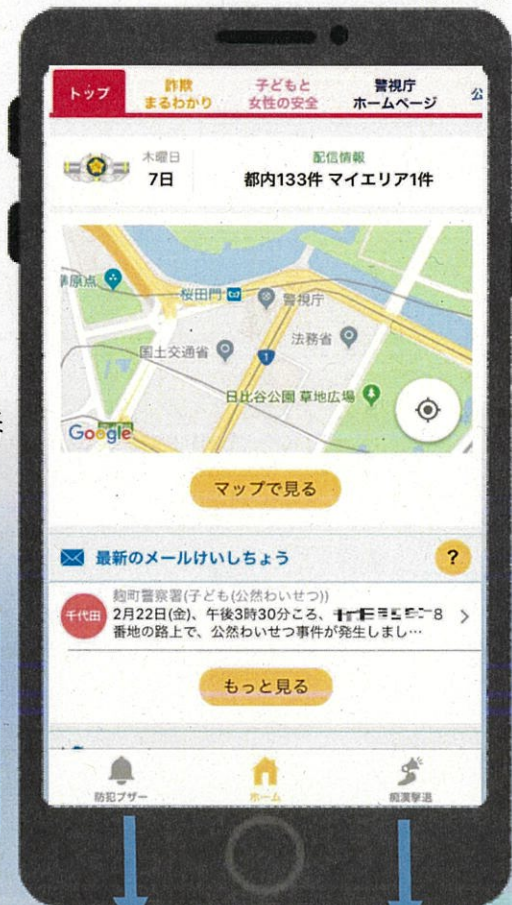 トップ
詐欺
まるわかり
子どもと
女性の安全
警視庁
ホームページ
公
木曜日
7日
配信情報
都内133件 マイエリア1件
準原点
桜田門
警視庁
国土交通省
法務省
1
日比谷公園 草地広場
Google
マップで見る
最新のメールけいしちょう
?
千代田
麴町警察署(子ども(公然わいせつ))
2月22日(金)、午後3時30分ころ、
8
番地の路上で、公然わいせつ事件が発生しまし…
もっと見る
防犯ブザー
ホーム
痴漢撃退